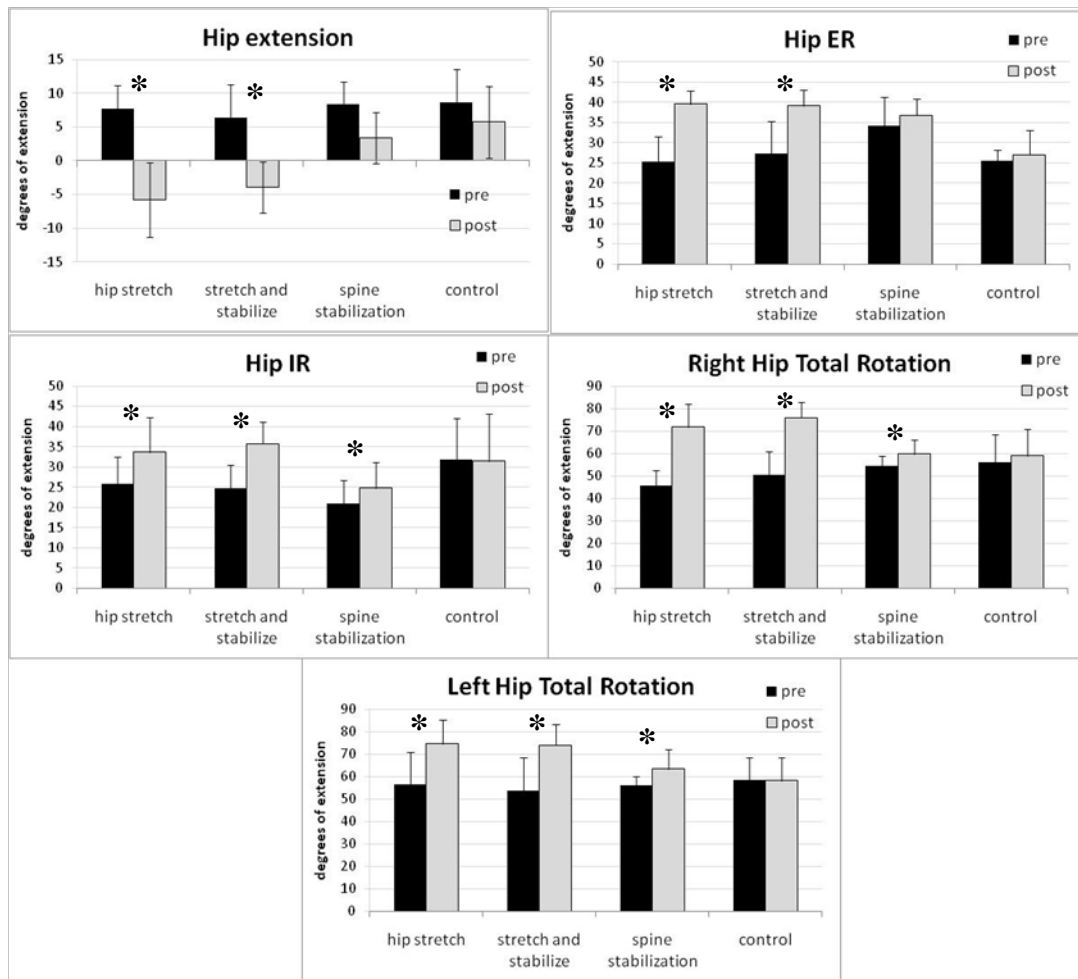 Hip extension
degrees of extension
15
10
5
0
-5
-10
-15
*
*
pre
post
hip stretch
stretch and
stabilize
spine
stabilization
control
Hip ER
pre
post
degrees of extension
50
45
40
35
30
25
20
15
10
5
0
*
*
hip stretch
stretch and
stabilize
spine
stabilization
control
Hip IR
pre
post
degrees of extension
50
45
40
35
30
25
20
15
10
5
0
*
*
*
hip stretch
stretch and
stabilize
spine
stabilization
control
Right Hip Total Rotation
pre
post
degrees of extension
90
80
70
60
50
40
30
20
10
0
*
*
*
hip stretch
stretch and
stabilize
spine
stabilization
control
Left Hip Total Rotation
pre
post
degrees of extension
90
80
70
60
50
40
30
20
10
0
*
*
*
hip stretch
stretch and
stabilize
spine
stabilization
control